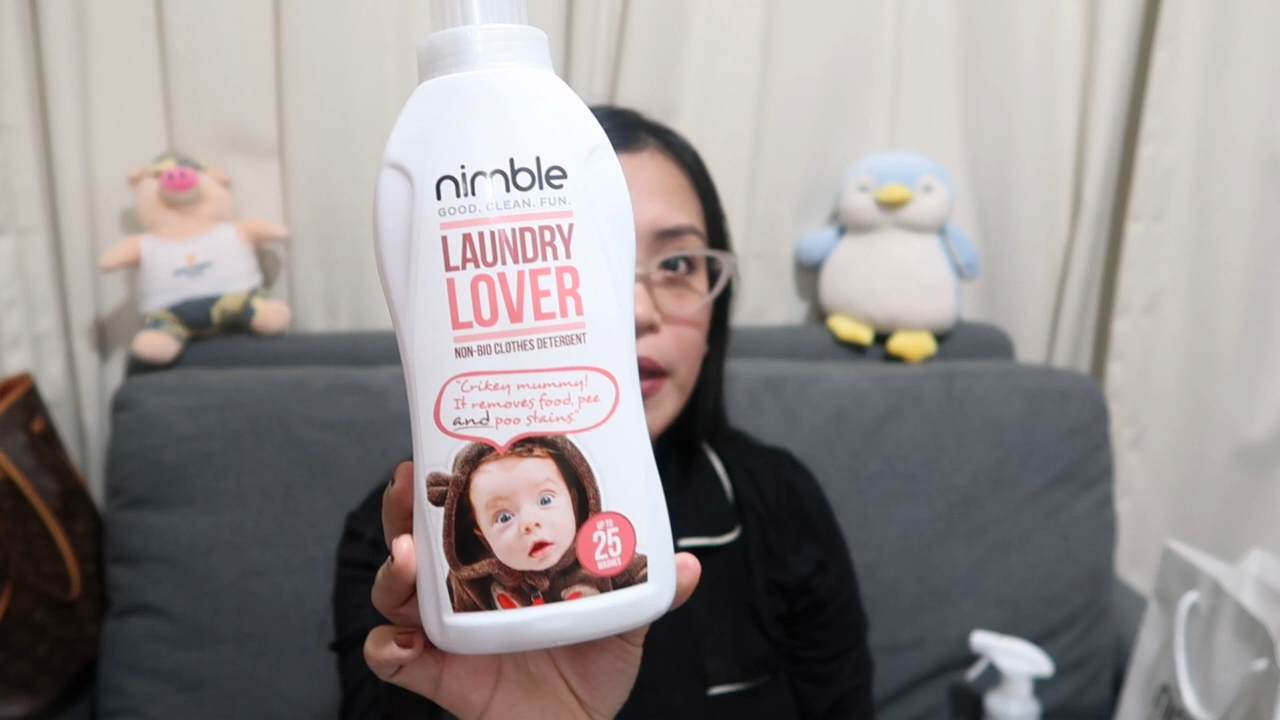 nimble
GOOD. CLEAN. FUN.
LAUNDRY
LOVER
NON-BIO CLOTHES DETERGENT
"Crikey mummy!
It removes food, pee
and poo stains."
UP TO
25
WASHES